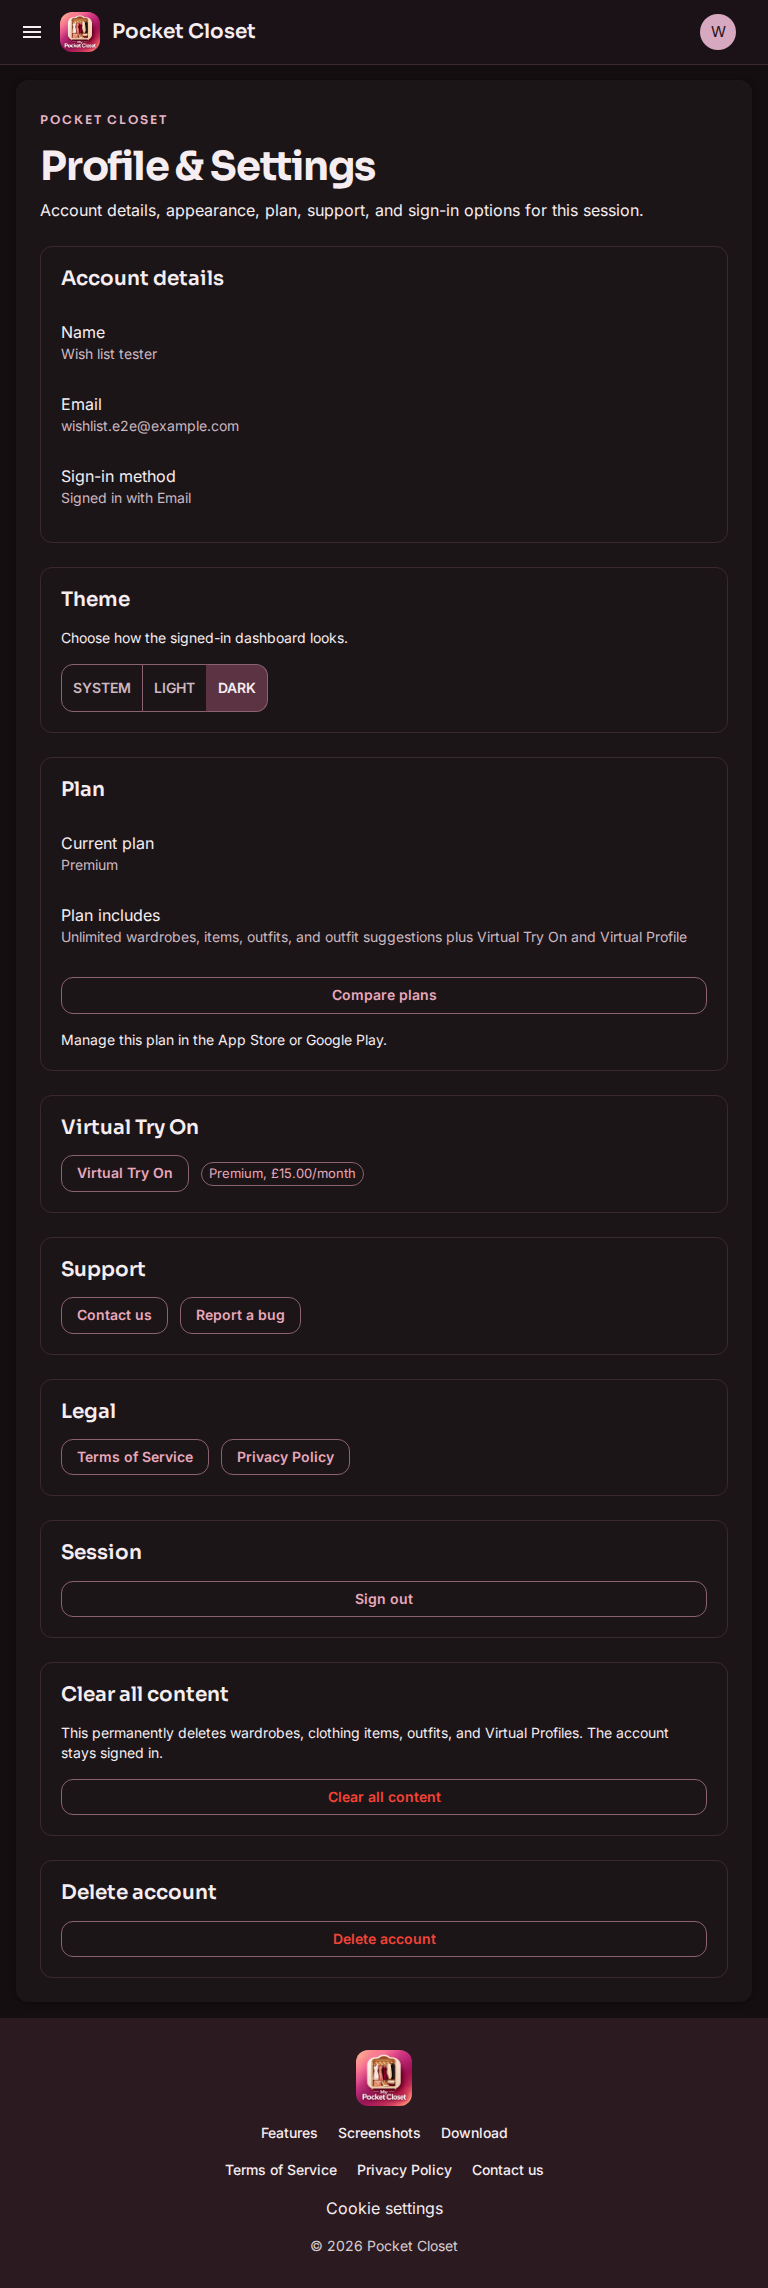 My
Pocket Closet
Pocket Closet
W
POCKET CLOSET
Profile & Settings
Account details, appearance, plan, support, and sign-in options for this session.
Account details
Name
Wish list tester
Email
wishlist.e2e@example.com
Sign-in method
Signed in with Email
Theme
Choose how the signed-in dashboard looks.
SYSTEM LIGHT DARK
Plan
Current plan
Premium
Plan includes
Unlimited wardrobes, items, outfits, and outfit suggestions plus Virtual Try On and Virtual Profile
Compare plans
Manage this plan in the App Store or Google Play.
Virtual Try On
Virtual Try On Premium, £15.00/month
Support
Contact us Report a bug
Legal
Terms of Service Privacy Policy
Session
Sign out
Clear all content
This permanently deletes wardrobes, clothing items, outfits, and Virtual Profiles. The account
stays signed in.
Clear all content
Delete account
Delete account
My
Pocket Closet
Features Screenshots Download
Terms of Service Privacy Policy Contact us
Cookie settings
© 2026 Pocket Closet